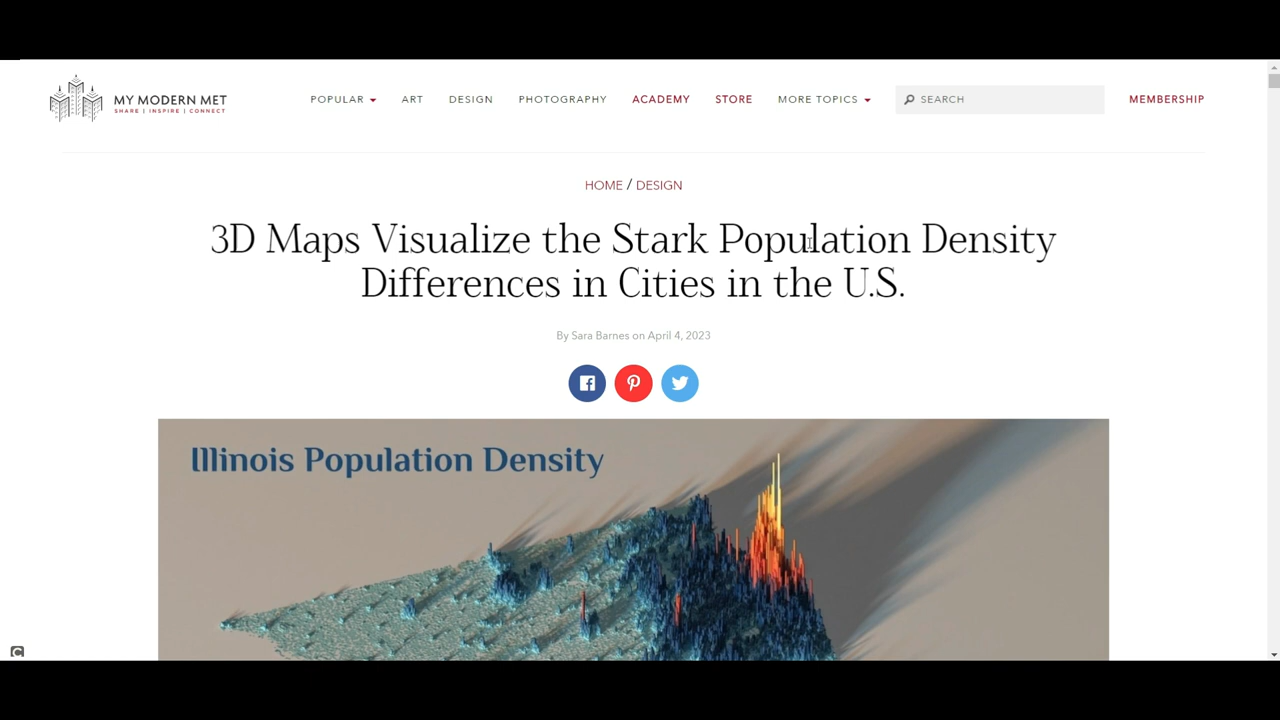 MY MODERN MET
SHARE | INSPIRE | CONNECT
POPULAR
ART
DESIGN
PHOTOGRAPHY
ACADEMY
STORE
MORE TOPICS
SEARCH
MEMBERSHIP
HOME / DESIGN
3D Maps Visualize the Stark Population Density
Differences in Cities in the U.S.
By Sara Barnes on April 4, 2023
Illinois Population Density